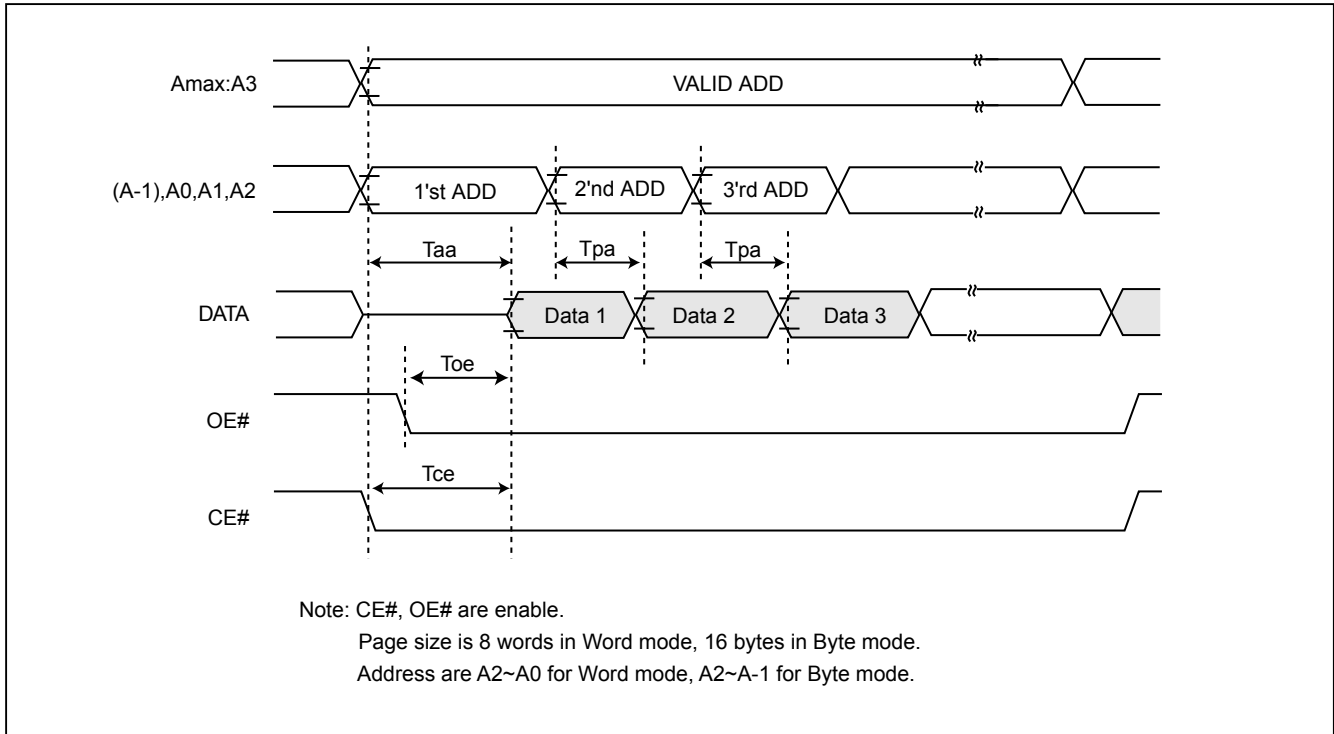 Amax:A3
VALID ADD
(A-1),A0,A1,A2
1'st ADD
2'nd ADD
3'rd ADD
Taa
Tpa
Tpa
DATA
Data 1
Data 2
Data 3
Toe
OE#
Tce
CE#
Note: CE#, OE# are enable.
Page size is 8 words in Word mode, 16 bytes in Byte mode.
Address are A2~A0 for Word mode, A2~A-1 for Byte mode.